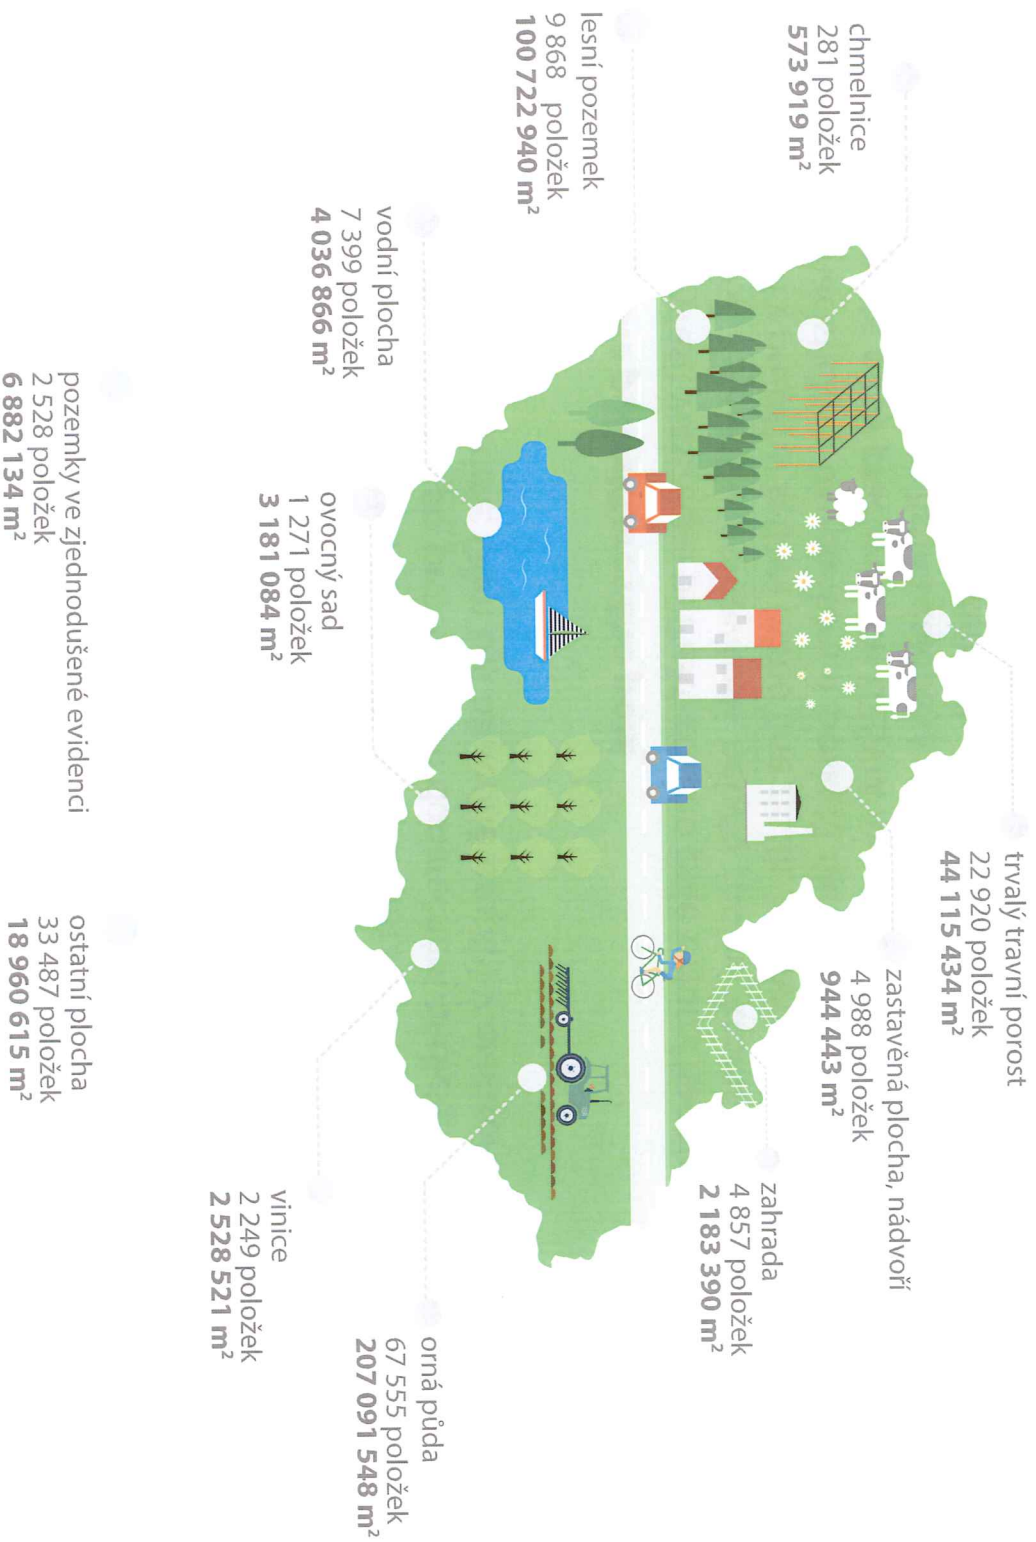 chmelnice
281 položek
573 919 m²
lesní pozemek
9 868 položek
100 722 940 m²
vodní plocha
7 399 položek
4 036 866 m²
ovocný sad
1 271 položek
3 181 084 m²
pozemky ve zjednodušené evidenci
2 528 položek
6 882 134 m²
trvalý travní porost
22 920 položek
44 115 434 m²
zastavěná plocha, nádvoří
4 988 položek
944 443 m²
zahrada
4 857 položek
2 183 390 m²
orná půda
67 555 položek
207 091 548 m²
vinice
2 249 položek
2 528 521 m²
ostatní plocha
33 487 položek
18 960 615 m²